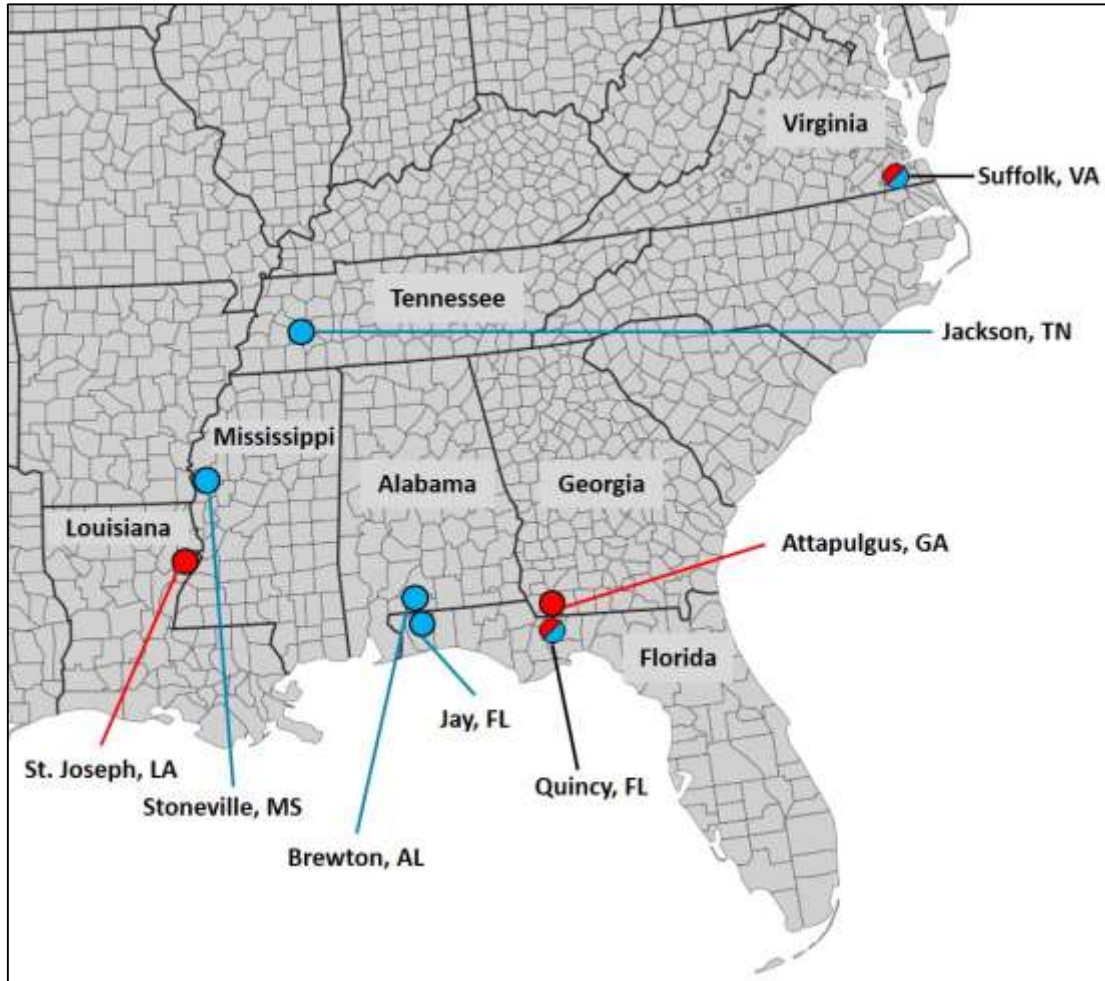 Virginia
Suffolk, VA
Tennessee
Jackson, TN
Mississippi
Alabama
Georgia
Louisiana
Attapulgus, GA
Florida
Jay, FL
St. Joseph, LA
Quincy, FL
Stoneville, MS
Brewton, AL